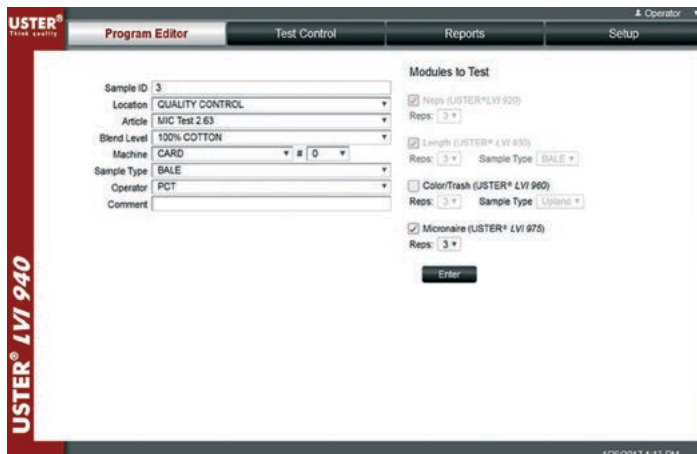 USTER®
Think quality
Operator
Program Editor
Test Control
Reports
Setup
Sample ID 3
Location QUALITY CONTROL
Article MIC Test 2.63
Blend Level 100% COTTON
Machine CARD # 0
Sample Type BALE
Operator PCT
Comment
Modules to Test
Neps (USTER® LVI 920)
Reps: 3
Length (USTER® LVI 930)
Reps: 3 Sample Type BALE
Color/Trash (USTER® LVI 960)
Reps: 3 Sample Type Upland
Micronaire (USTER® LVI 975)
Reps: 3
Enter
USTER® LVI 940